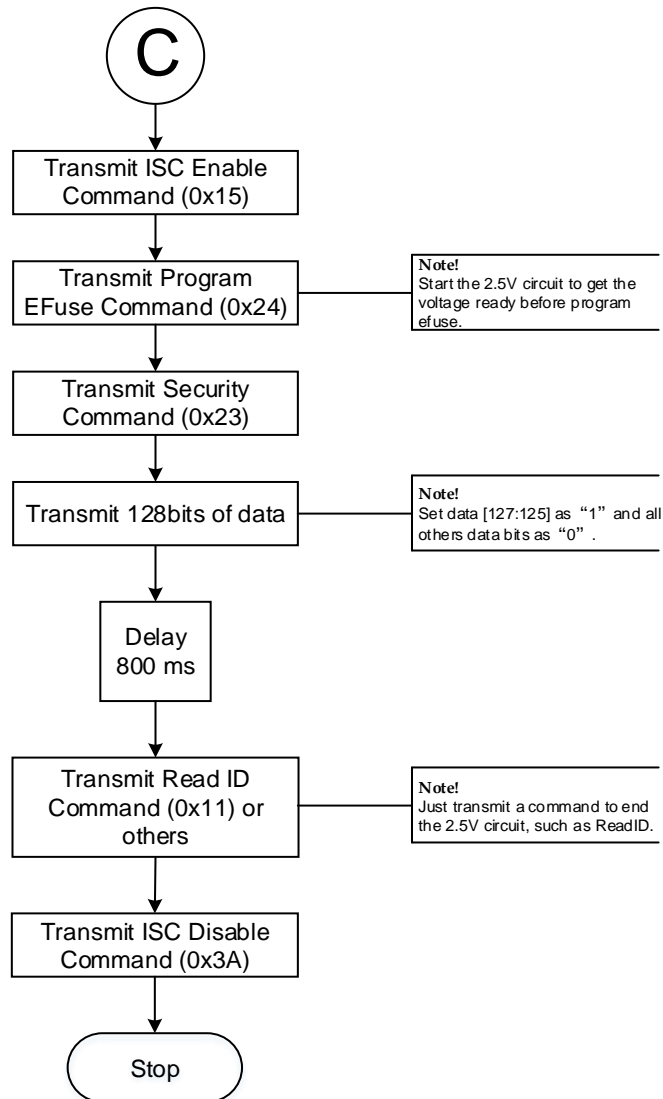 C
Transmit ISC Enable
Command (0x15)
Transmit Program
EFuse Command (0x24)
Note!
Start the 2.5V circuit to get the
voltage ready before program
efuse.
Transmit Security
Command (0x23)
Transmit 128bits of data
Note!
Set data [127:125] as “1” and all
others data bits as “0” .
Delay
800 ms
Transmit Read ID
Command (0x11) or
others
Note!
Just transmit a command to end
the 2.5V circuit, such as ReadID.
Transmit ISC Disable
Command (0x3A)
Stop